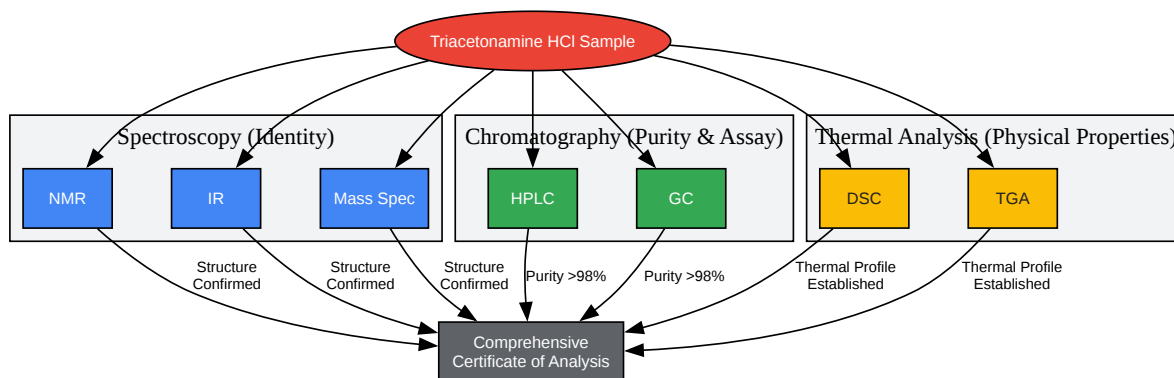 Triacetonamine HCl Sample
Spectroscopy (Identity)
Chromatography (Purity & Assay)
Thermal Analysis (Physical Properties)
NMR
IR
Mass Spec
HPLC
GC
DSC
TGA
Structure
Confirmed
Structure
Confirmed
Structure
Confirmed
Purity >98%
Purity >98%
Thermal Profile
Established
Thermal Profile
Established
Comprehensive
Certificate of Analysis